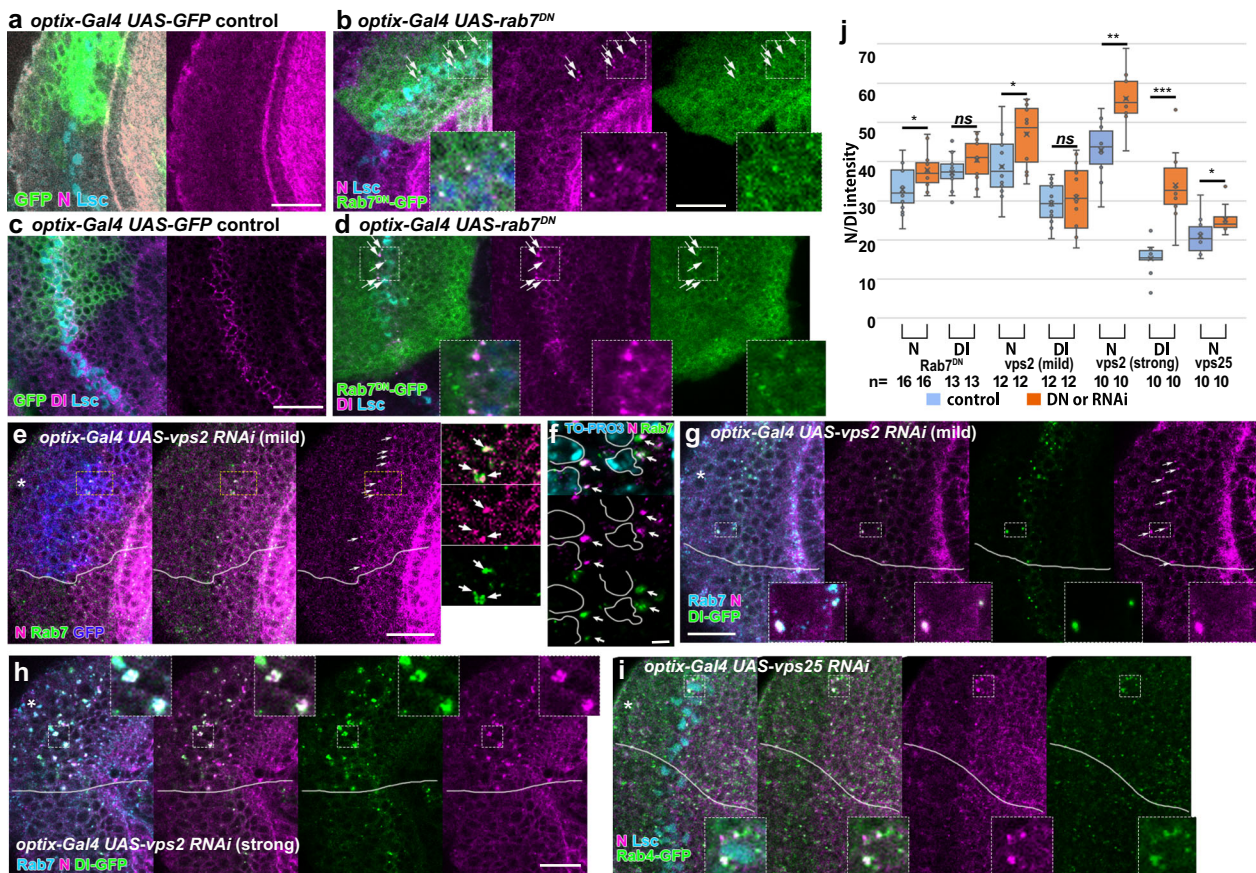 a optix-Gal4 UAS-GFP control
GFP N Lsc
b optix-Gal4 UAS-rab7DN
N Lsc
Rab7DN-GFP
c optix-Gal4 UAS-GFP control
GFP Dl Lsc
d optix-Gal4 UAS-rab7DN
Rab7DN-GFP
Dl Lsc
j
N/Dl intensity
70
60
50
40
30
20
10
0
* ns * ns ** *** *
N Dl N Dl N Dl N
Rab7DN vps2 (mild) vps2 (strong) vps25
n= 16 16 13 13 12 12 12 12 10 10 10 10 10 10
control DN or RNAi
e optix-Gal4 UAS-vps2 RNAi (mild)
*
N Rab7 GFP
f TO-PRO3 N Rab7
g optix-Gal4 UAS-vps2 RNAi (mild)
*
Rab7 N
Dl-GFP
h
*
optix-Gal4 UAS-vps2 RNAi (strong)
Rab7 N Dl-GFP
i optix-Gal4 UAS-vps25 RNAi
*
N Lsc
Rab4-GFP